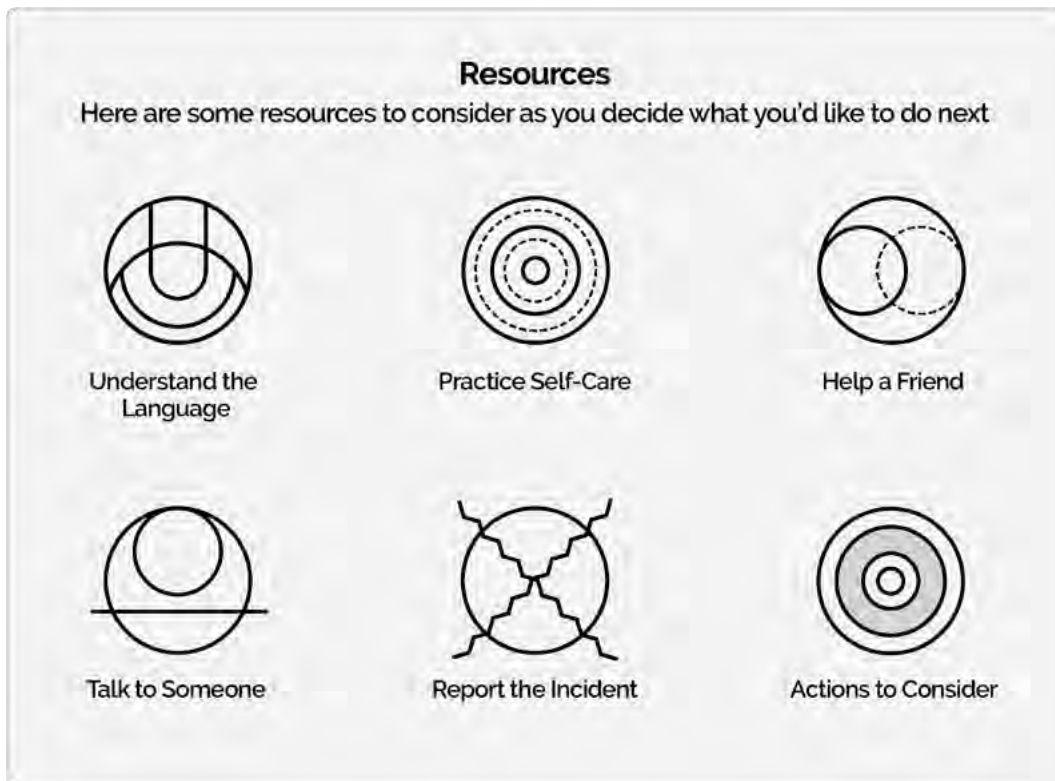 Resources
Here are some resources to consider as you decide what you'd like to do next
Understand the
Language
Practice Self-Care
Help a Friend
Talk to Someone
Report the Incident
Actions to Consider